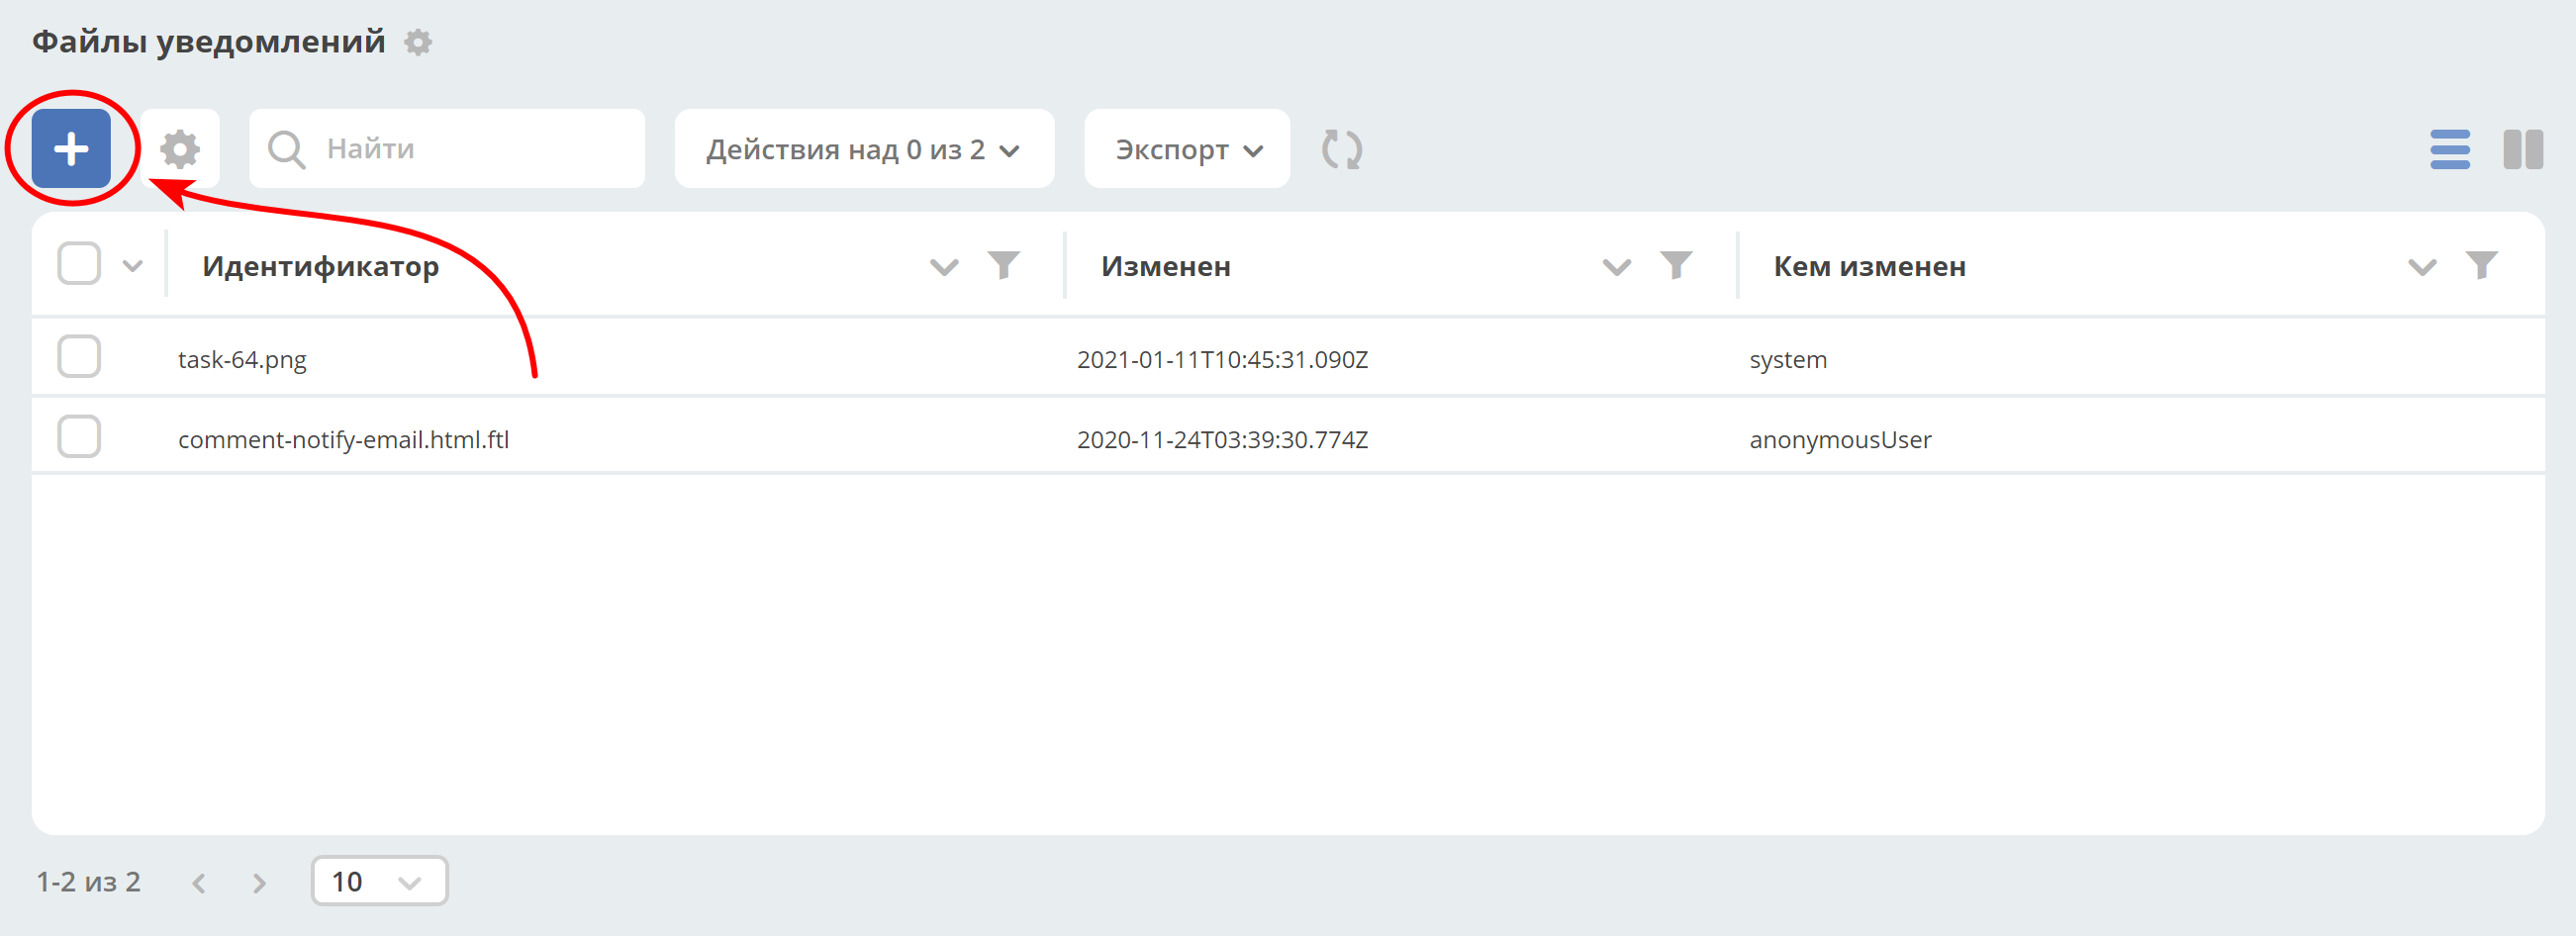 Файлы уведомлений
Найти
Действия над 0 из 2
Экспорт
Идентификатор Изменен Кем изменен
task-64.png 2021-01-11T10:45:31.090Z system
comment-notify-email.html.ftl 2020-11-24T03:39:30.774Z anonymousUser
1-2 из 2
10